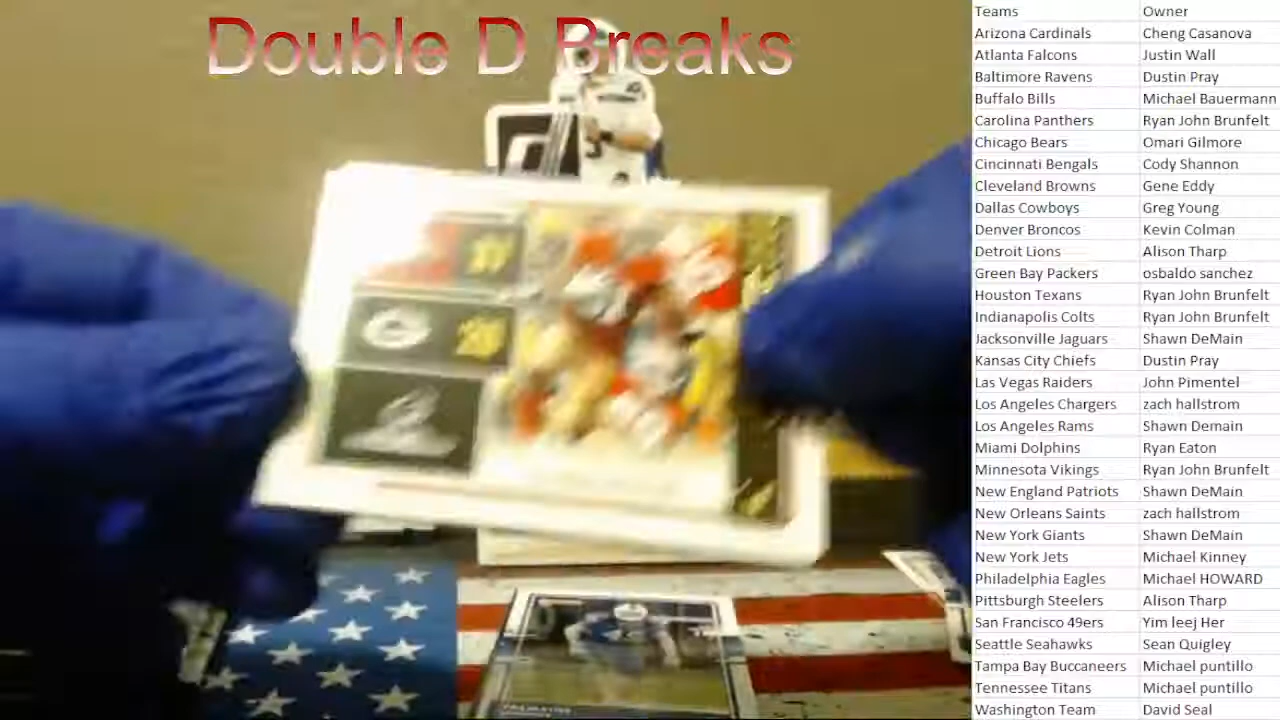 Double D Breaks
Teams Owner
Arizona Cardinals Cheng Casanova
Atlanta Falcons Justin Wall
Baltimore Ravens Dustin Pray
Buffalo Bills Michael Bauermann
Carolina Panthers Ryan John Brunfelt
Chicago Bears Omari Gilmore
Cincinnati Bengals Cody Shannon
Cleveland Browns Gene Eddy
Dallas Cowboys Greg Young
Denver Broncos Kevin Colman
Detroit Lions Alison Tharp
Green Bay Packers osbaldo sanchez
Houston Texans Ryan John Brunfelt
Indianapolis Colts Ryan John Brunfelt
Jacksonville Jaguars Shawn DeMain
Kansas City Chiefs Dustin Pray
Las Vegas Raiders John Pimentel
Los Angeles Chargers zach hallstrom
Los Angeles Rams Shawn Demain
Miami Dolphins Ryan Eaton
Minnesota Vikings Ryan John Brunfelt
New England Patriots Shawn DeMain
New Orleans Saints zach hallstrom
New York Giants Shawn DeMain
New York Jets Michael Kinney
Philadelphia Eagles Michael HOWARD
Pittsburgh Steelers Alison Tharp
San Francisco 49ers Yim leej Her
Seattle Seahawks Sean Quigley
Tampa Bay Buccaneers Michael puntillo
Tennessee Titans Michael puntillo
Washington Team David Seal